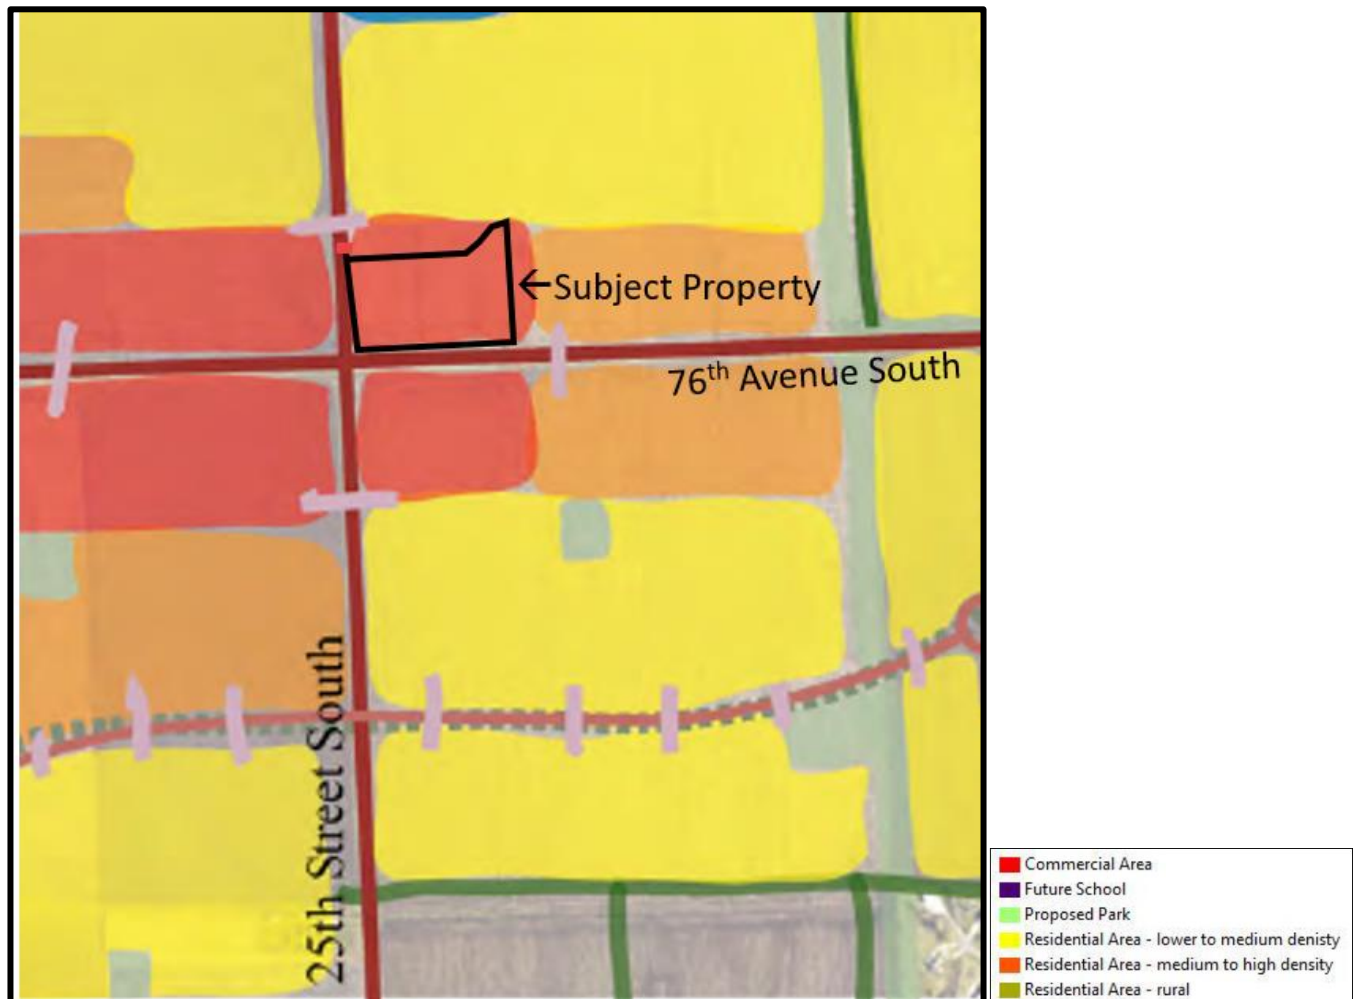 ←Subject Property
76th Avenue South
25th Street South
Commercial Area
Future School
Proposed Park
Residential Area - lower to medium denisty
Residential Area - medium to high density
Residential Area - rural